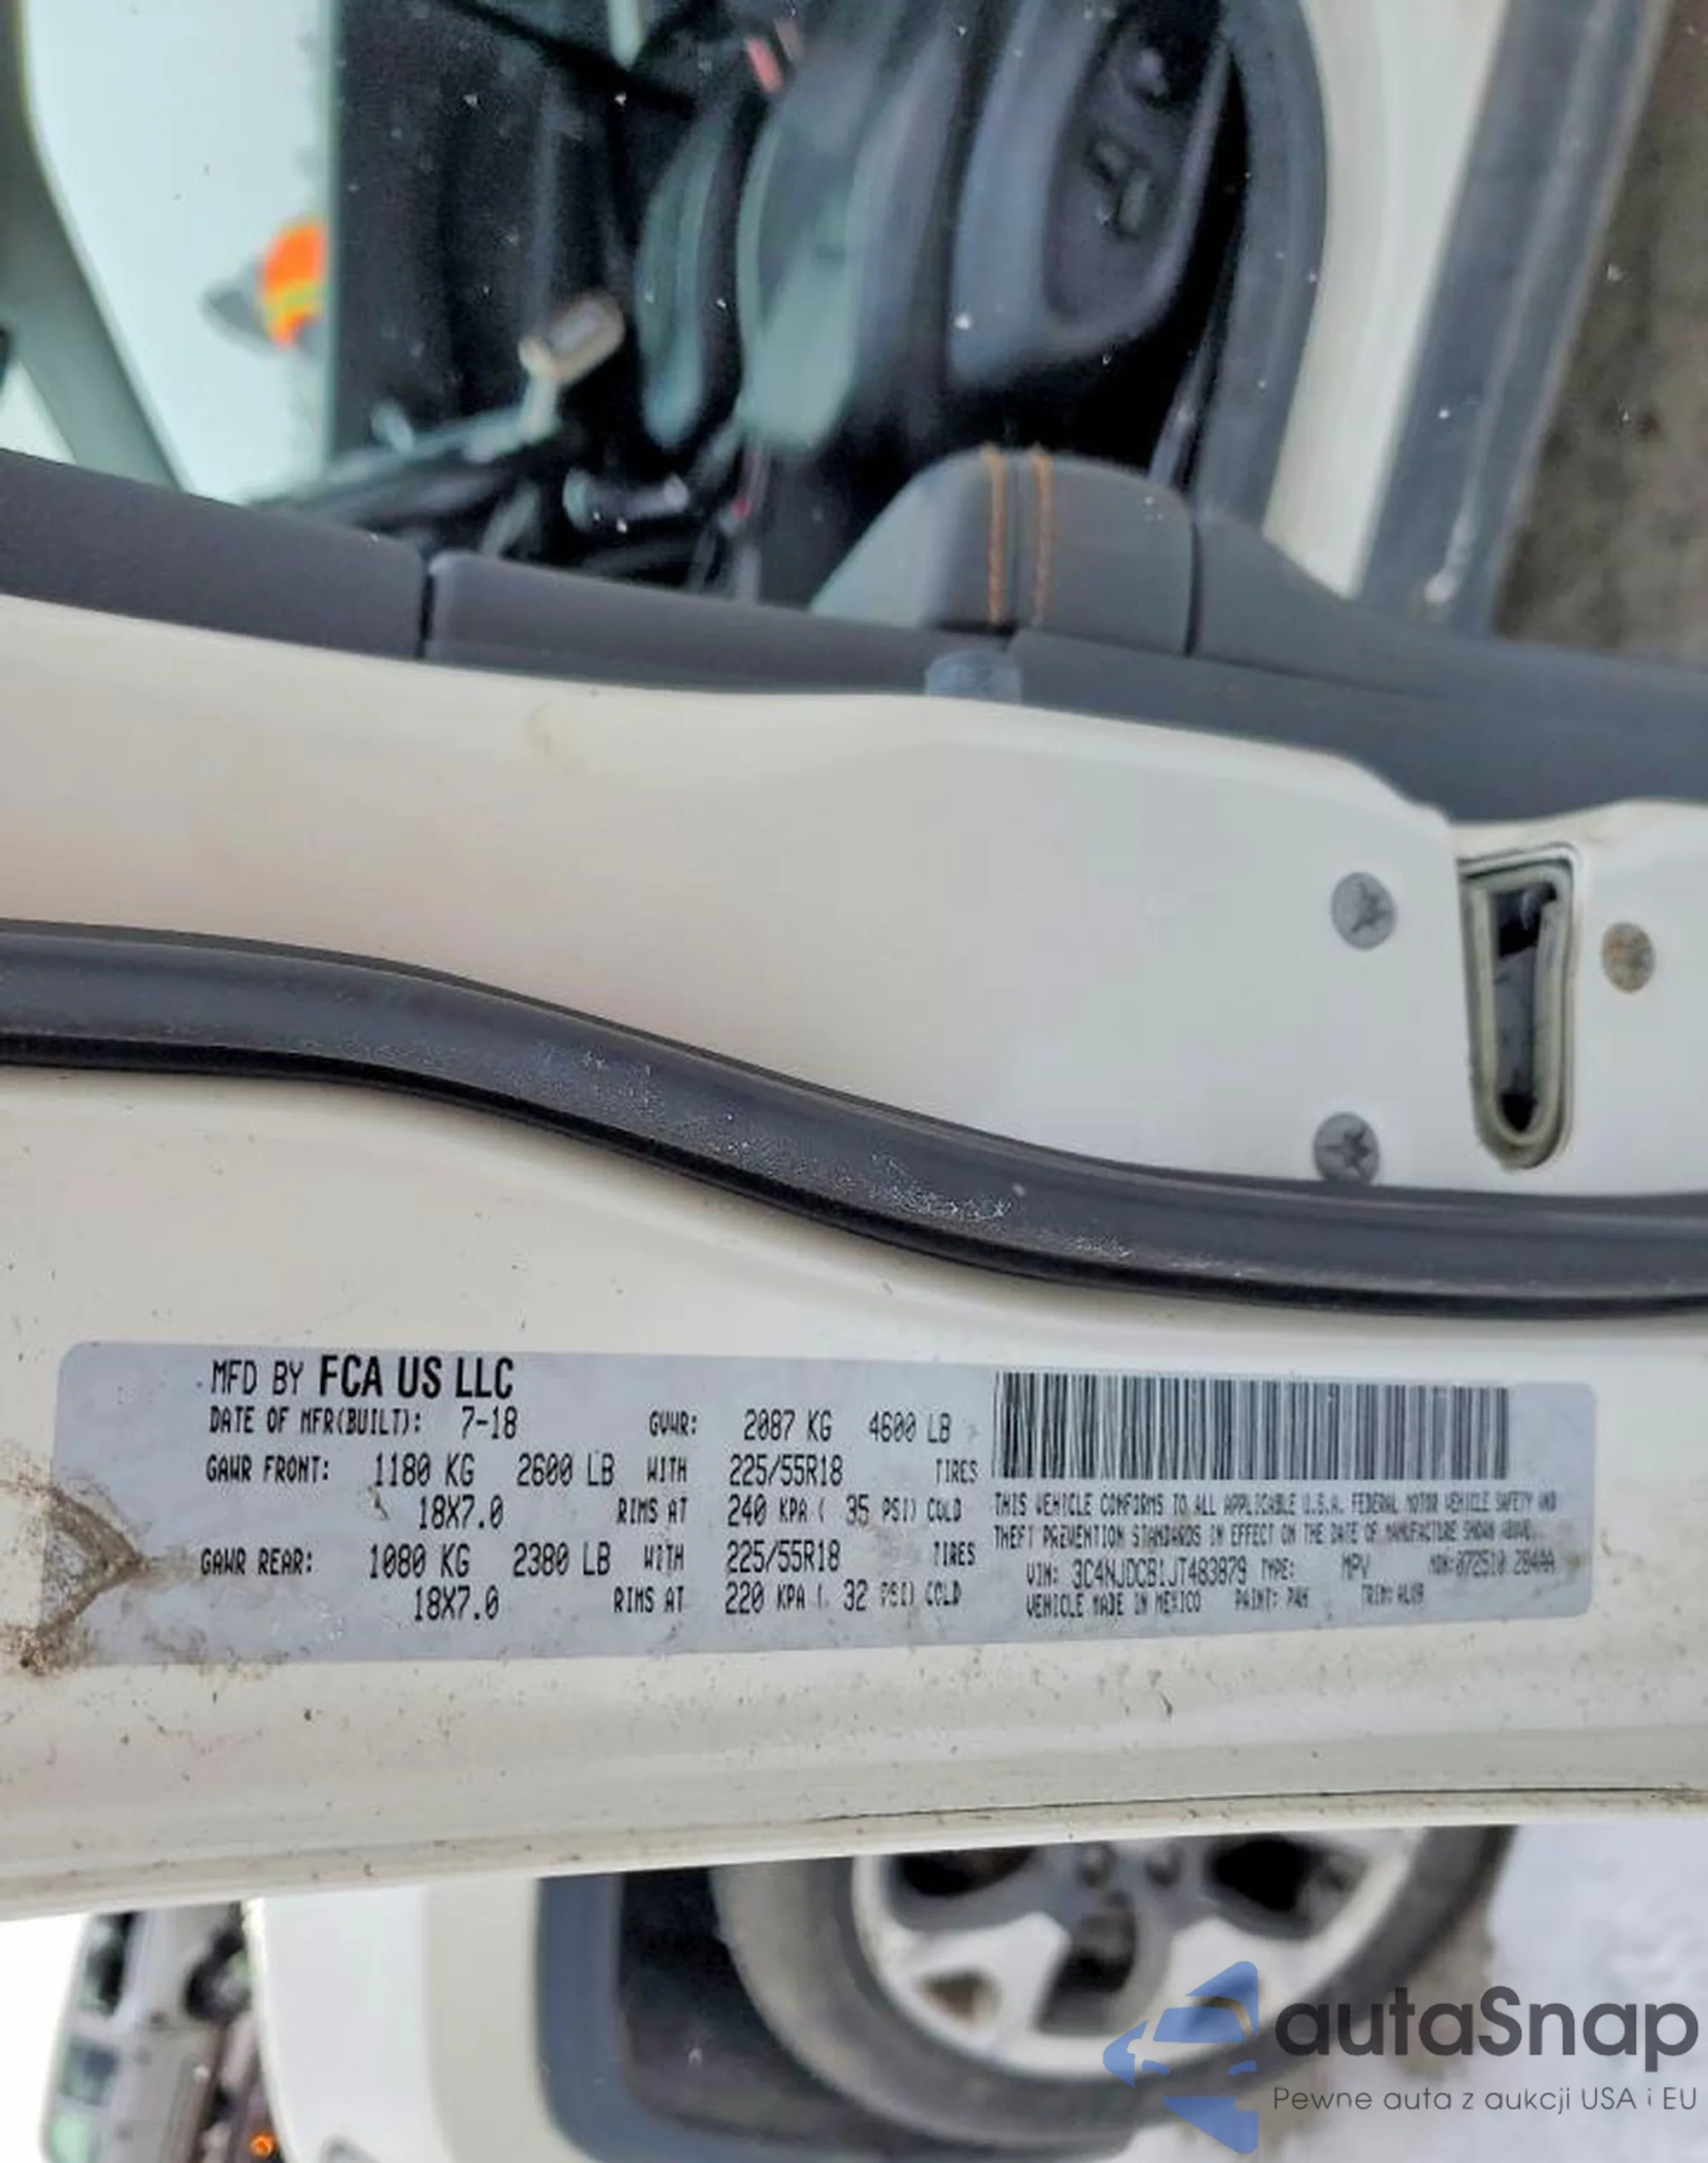 MFD BY FCA US LLC
DATE OF MFR(BUILT): 7-18 GVWR: 2087 KG 4600 LB
GAWR FRONT: 1180 KG 2600 LB WITH 225/55R18 TIRES
18X7.0 RIMS AT 240 KPA ( 35 PSI) COLD
GAWR REAR: 1080 KG 2380 LB WITH 225/55R18 TIRES
18X7.0 RIMS AT 220 KPA ( 32 PSI) COLD
THIS VEHICLE CONFORMS TO ALL APPLICABLE U.S.A. FEDERAL MOTOR VEHICLE SAFETY AND
THEFT PREVENTION STANDARDS IN EFFECT ON THE DATE OF MANUFACTURE SHOWN ABOVE.
VIN: 3C4NJDCB1JT483879 TYPE: MPV
VEHICLE MADE IN MEXICO PAINT: TRIM:
autaSnap
Pewne auta z aukcji USA i EU